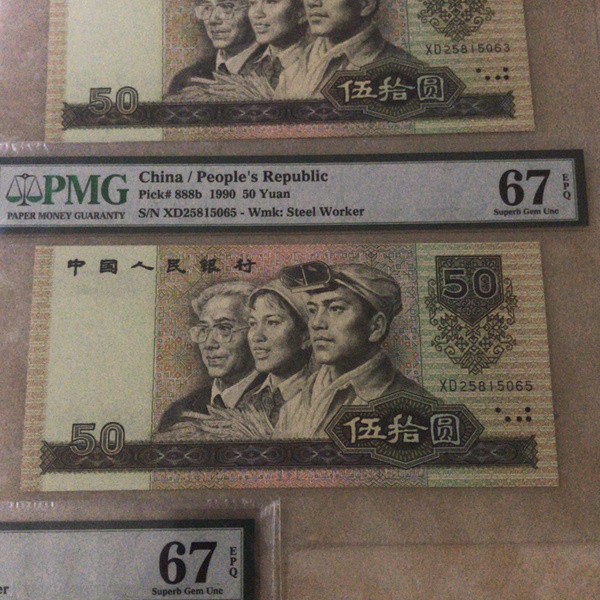 XD25815063
50
伍拾圆
PMG
PAPER MONEY GUARANTY
China / People's Republic
Pick# 888b 1990 50 Yuan
S/N XD25815065 - Wmk: Steel Worker
67
EPQ
Superb Gem Unc
中国人民银行
50
XD25815065
50
伍拾圆
67
EPQ
Superb Gem Unc